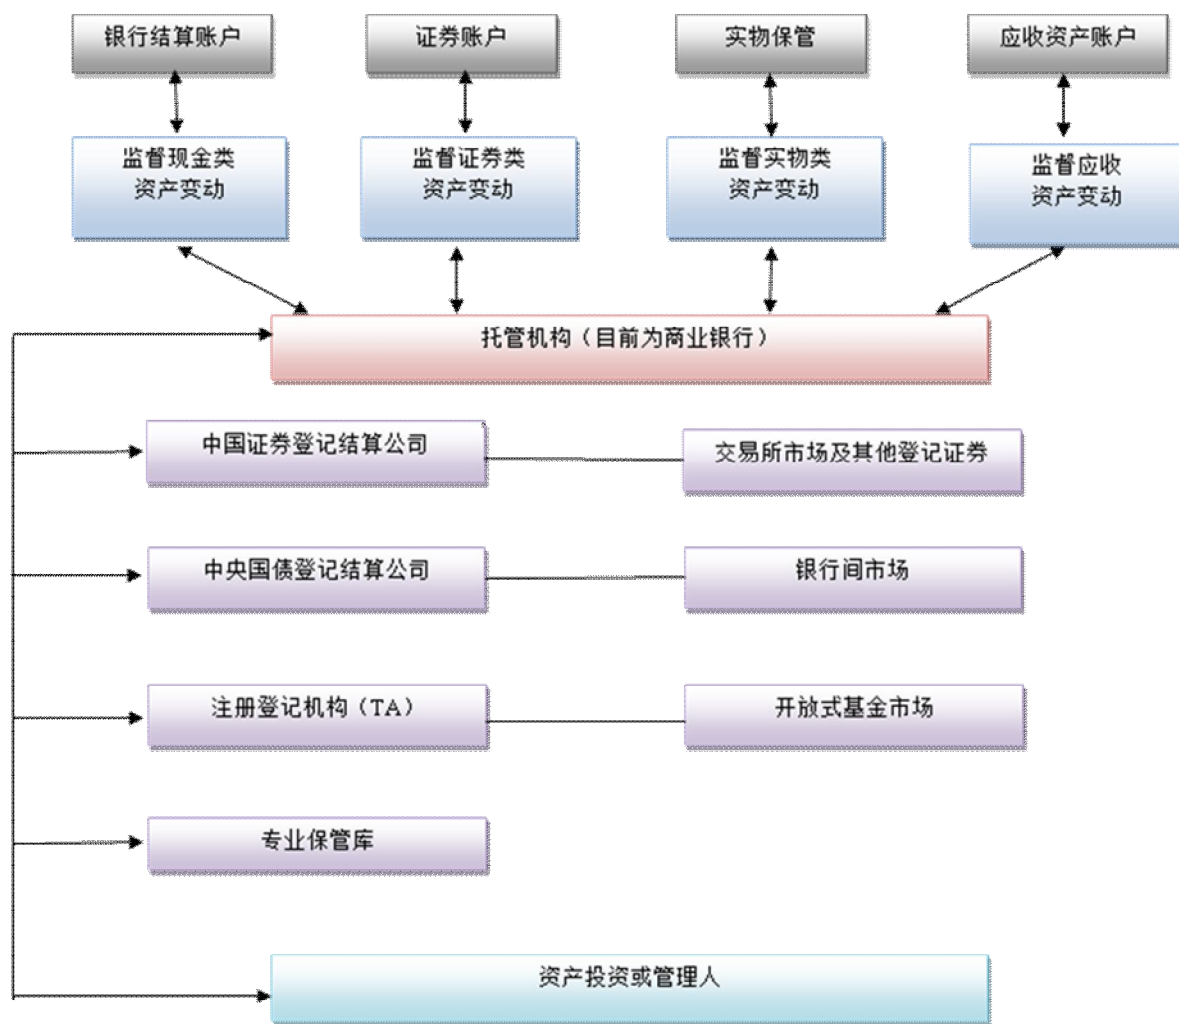 银行结算账户
证券账户
实物保管
应收资产账户
监督现金类
资产变动
监督证券类
资产变动
监督实物类
资产变动
监督应收
资产变动
托管机构（目前为商业银行）
中国证券登记结算公司
交易所市场及其他登记证券
中央国债登记结算公司
银行间市场
注册登记机构（TA）
开放式基金市场
专业保管库
资产投资或管理人